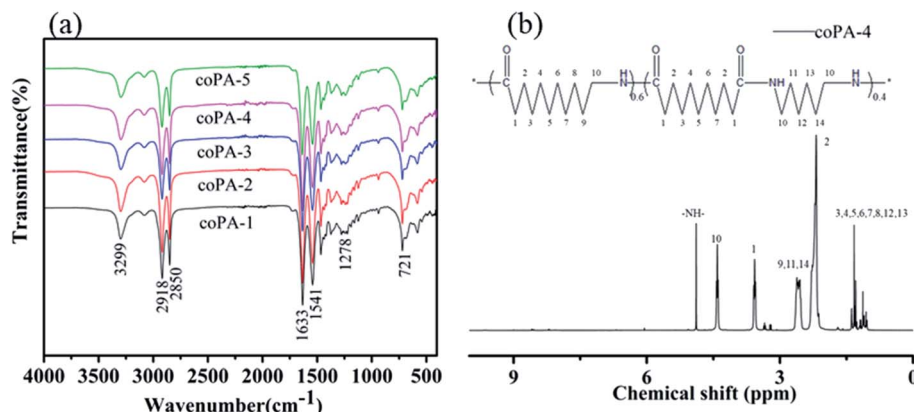 (a)
Transmittance(%)
coPA-5
coPA-4
coPA-3
coPA-2
coPA-1
3299
2918
2850
1633
1541
1278
721
4000 3500 3000 2500 2000 1500 1000 500
Wavenumber(cm-1)
(b)
coPA-4
O O O
2 4 6 8 10 H 2 4 6 2 11 13 10 H
* N 0.6 NH N 0.4 *
1 3 5 7 9 1 3 5 7 1 10 12 14
2
-NH-
10
1
9,11,14
3,4,5,6,7,8,12,13
9 6 3 0
Chemical shift (ppm)